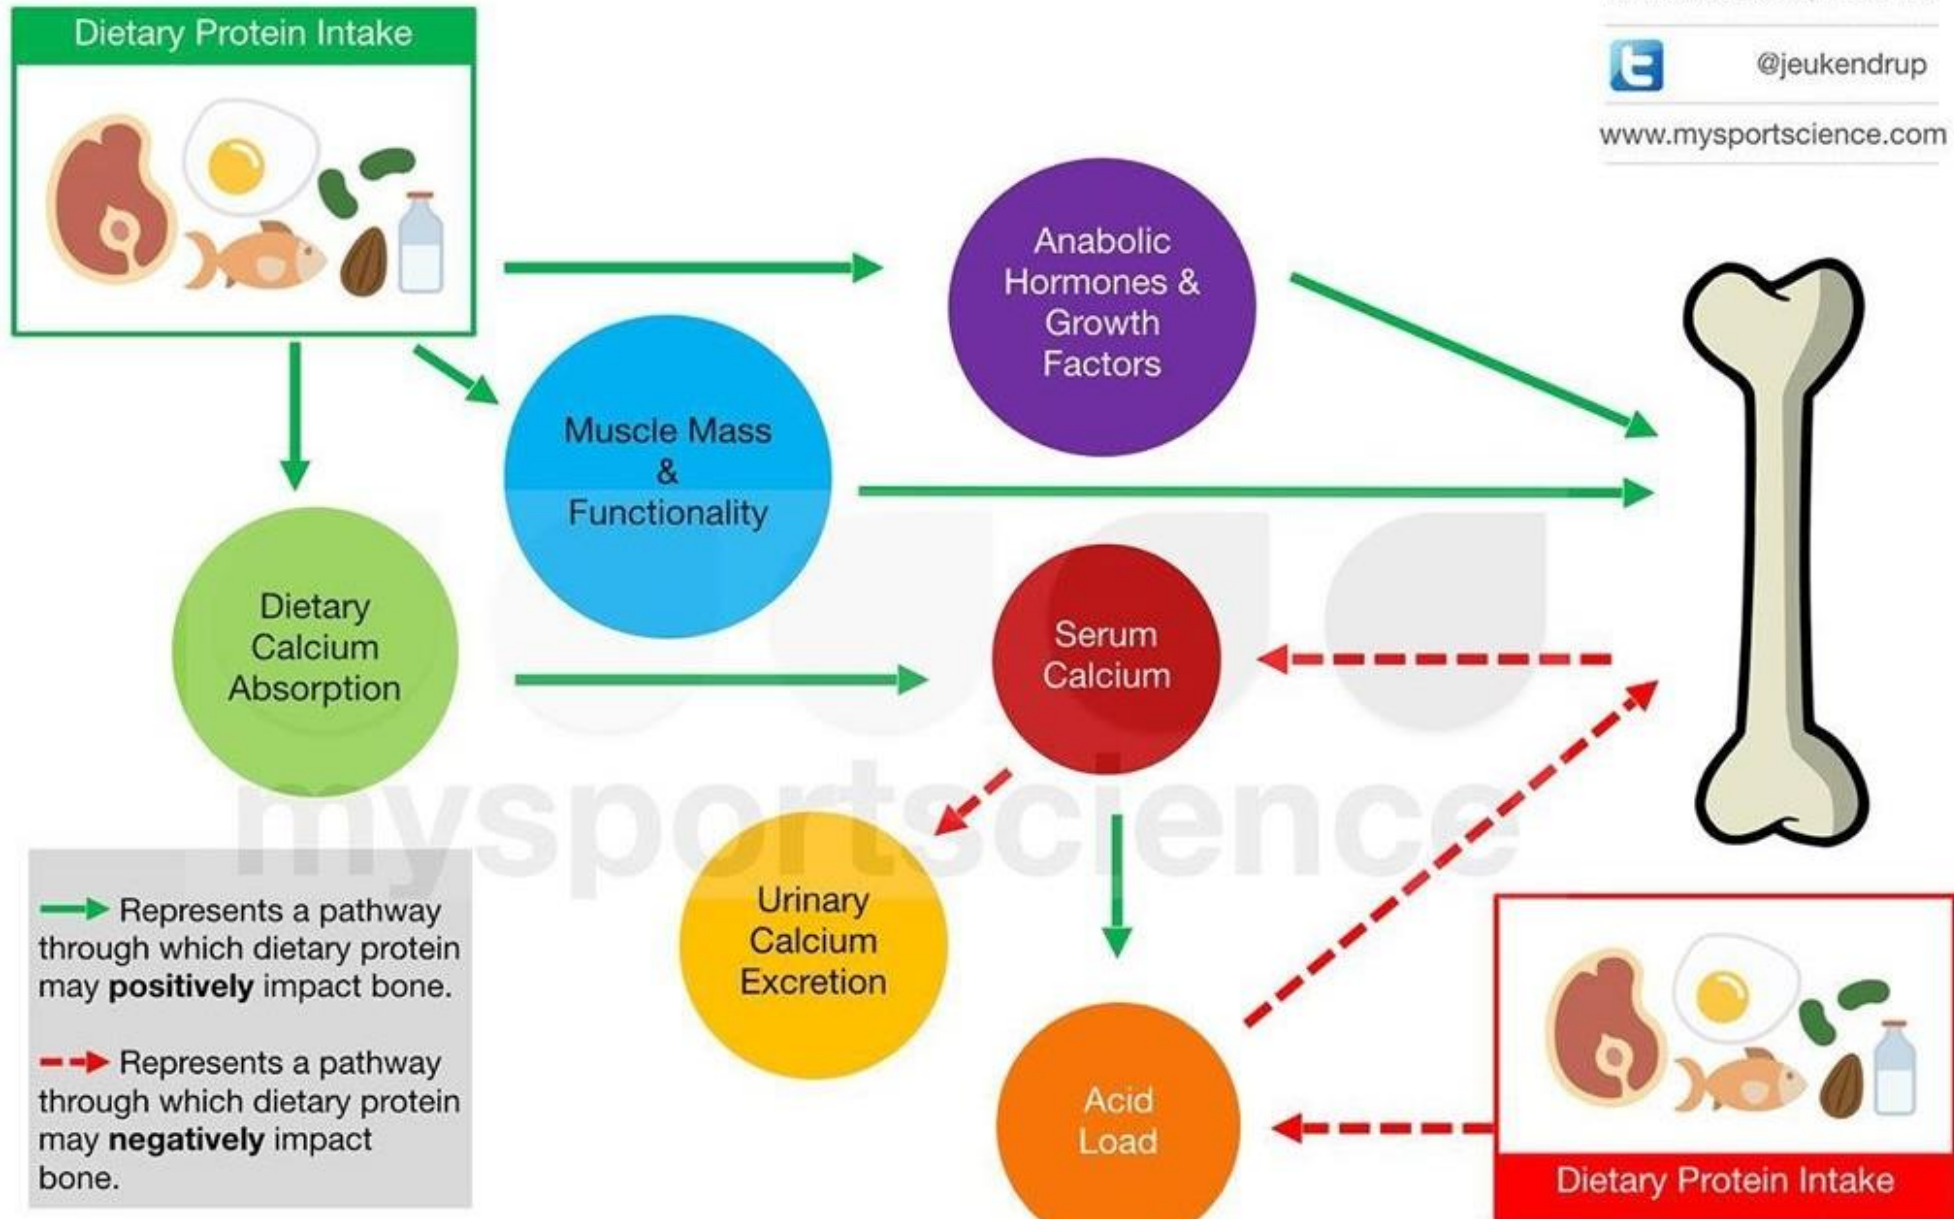 Dietary Protein Intake
@jeukendrup
www.mysportscience.com
Anabolic
Hormones &
Growth
Factors
Muscle Mass
&
Functionality
Dietary
Calcium
Absorption
Serum
Calcium
mysportscience
Urinary
Calcium
Excretion
Acid
Load
Represents a pathway
through which dietary protein
may positively impact bone.
Represents a pathway
through which dietary protein
may negatively impact
bone.
Dietary Protein Intake